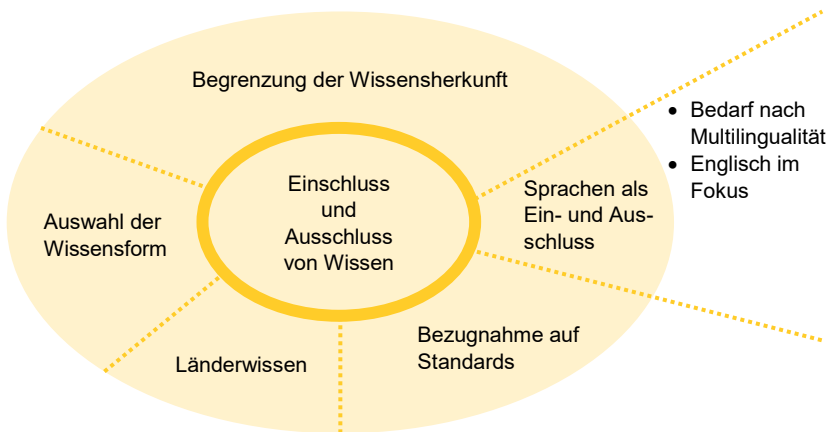 Begrenzung der Wissensherkunft
• Bedarf nach
Multilingualität
• Englisch im
Fokus
Einschluss
und
Ausschluss
von Wissen
Sprachen als
Ein- und Aus-
schluss
Auswahl der
Wissensform
Bezugnahme auf
Standards
Länderwissen